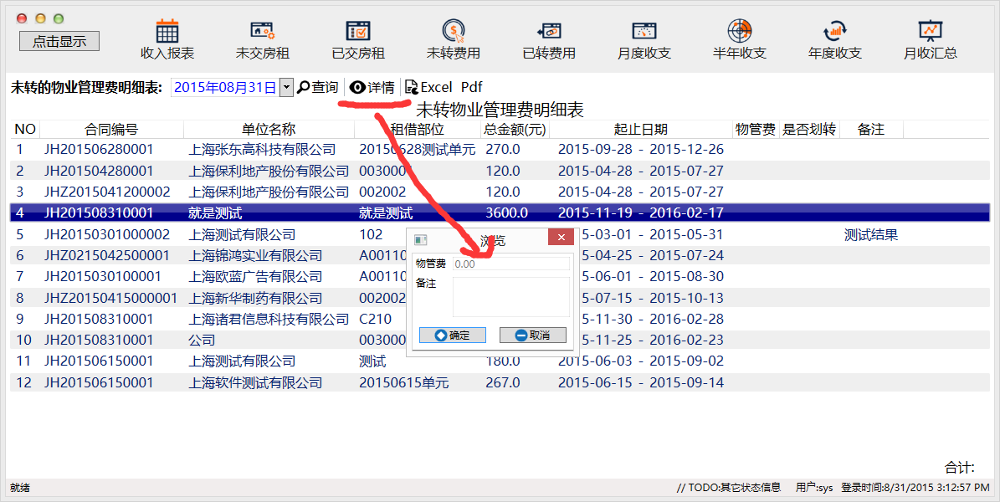 点击显示
收入报表 未交房租 已交房租 未转费用 已转费用 月度收支 半年收支 年度收支 月收汇总
未转的物业管理费明细表: 2015年08月31日 查询 详情 Excel Pdf
未转物业管理费明细表
NO 合同编号 单位名称 租借部位 总金额(元) 起止日期 物管费 是否划转 备注
1 JH201506280001 上海张东高科技有限公司 20150628测试单元 270.0 2015-09-28 - 2015-12-26
2 JH201504280001 上海保利地产股份有限公司 003000 120.0 2015-04-28 - 2015-07-27
3 JHZ2015041200002 上海保利地产股份有限公司 002002 120.0 2015-04-28 - 2015-07-27
4 JH201508310001 就是测试 就是测试 3600.0 2015-11-19 - 2016-02-17
5 JH20150301000002 上海测试有限公司 102 5-03-01 - 2015-05-31 测试结果
6 JHZ0215042500001 上海锦鸿实业有限公司 A00110 5-04-25 - 2015-07-24
7 JH2015030100001 上海欧蓝广告有限公司 A00110 5-06-01 - 2015-08-30
8 JHZ20150415000001 上海新华制药有限公司 002002 5-07-15 - 2015-10-13
9 JH201508310001 上海诸君信息科技有限公司 C210 5-11-30 - 2016-02-28
10 JH201508310001 公司 003000 5-11-25 - 2016-02-23
11 JH201506150001 上海测试有限公司 测试 180.0 2015-06-03 - 2015-09-02
12 JH201506150001 上海软件测试有限公司 20150615单元 267.0 2015-06-15 - 2015-09-14
浏览
物管费 0.00
备注
确定 取消
合计:
就绪 // TODO:其它状态信息 用户:sys 登录时间:8/31/2015 3:12:57 PM